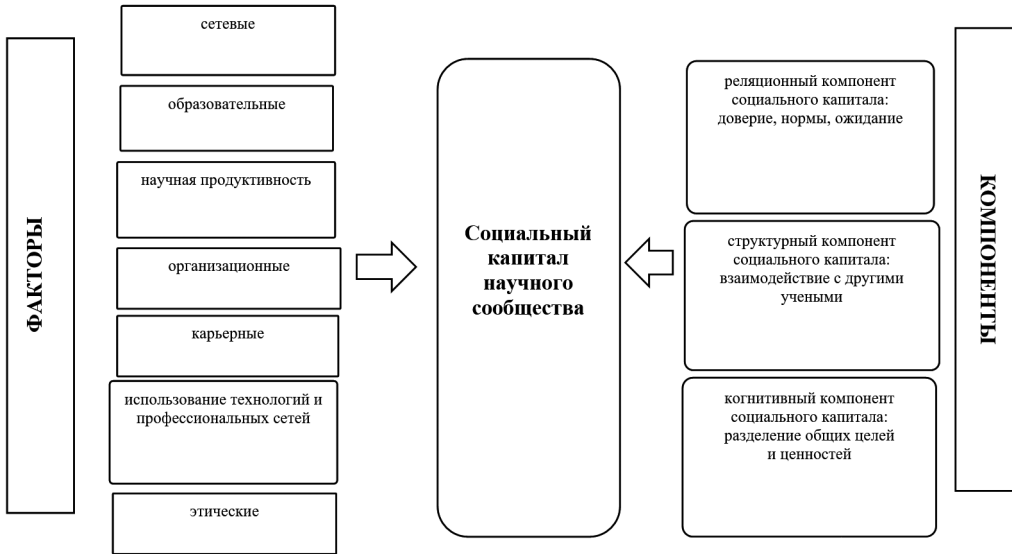 ФАКТОРЫ
сетевые
образовательные
научная продуктивность
организационные
карьерные
использование технологий и
профессиональных сетей
этические
Социальный
капитал
научного
сообщества
реляционный компонент
социального капитала:
доверие, нормы, ожидание
структурный компонент
социального капитала:
взаимодействие с другими
учеными
когнитивный компонент
социального капитала:
разделение общих целей
и ценностей
КОМПОНЕНТЫ